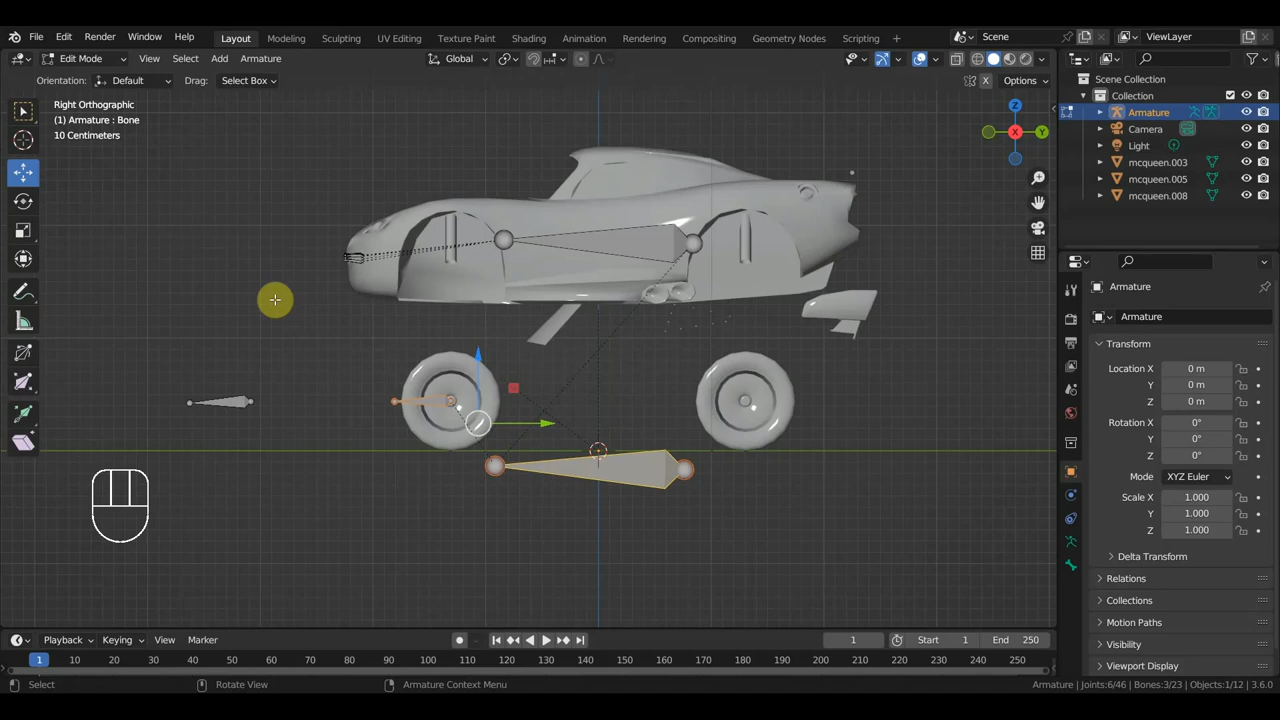 File Edit Render Window Help Layout Modeling Sculpting UV Editing Texture Paint Shading Animation Rendering Compositing Geometry Nodes Scripting + Scene ViewLayer
Edit Mode View Select Add Armature Global
Orientation: Default Drag: Select Box X Options
Right Orthographic
(1) Armature : Bone
10 Centimeters
Z
X
Y
Scene Collection
Collection
Armature
Camera
Light
mcqueen.003
mcqueen.005
mcqueen.008
Armature
Armature
Transform
Location X 0 m
Y 0 m
Z 0 m
Rotation X 0°
Y 0°
Z 0°
Mode XYZ Euler
Scale X 1.000
Y 1.000
Z 1.000
Delta Transform
Relations
Collections
Motion Paths
Visibility
Viewport Display
Playback Keying View Marker 1 Start 1 End 250
1 10 20 30 40 50 60 70 80 90 100 110 120 130 140 150 160 170 180 190 200 210 220 230 240 250
Select Rotate View Armature Context Menu Armature | Joints:6/46 | Bones:3/23 | Objects:1/12 | 3.6.0